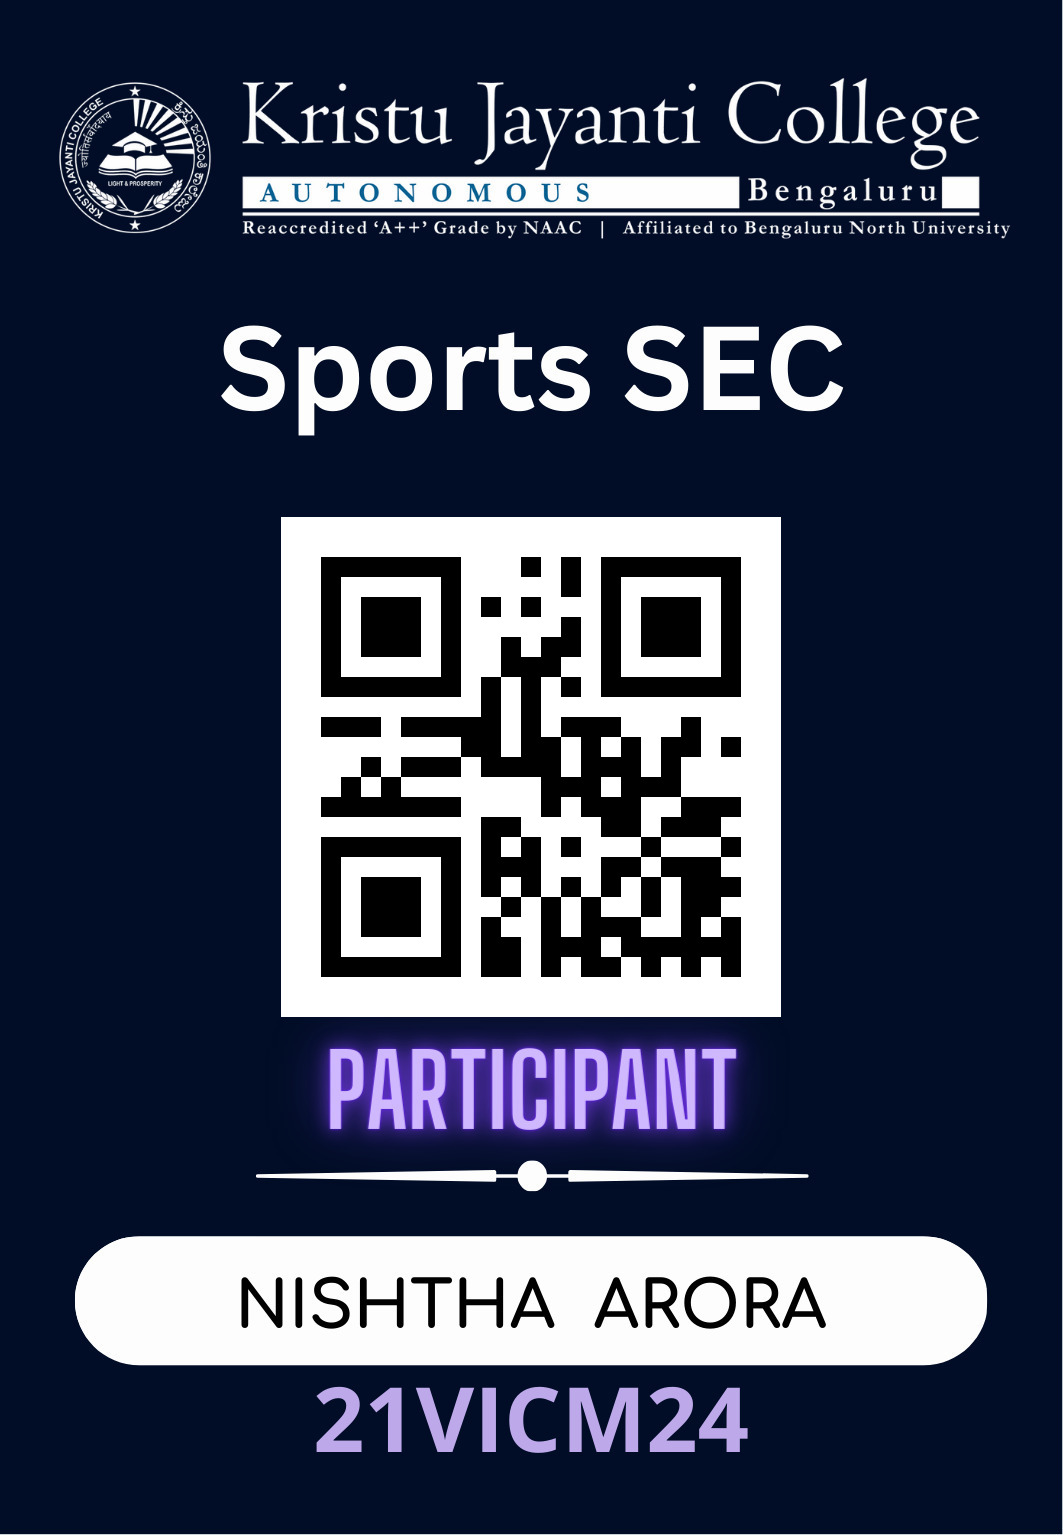 KRISTU JAYANTI COLLEGE
LIGHT & PROSPERITY
Kristu Jayanti College
AUTONOMOUS Bengaluru
Reaccredited ‘A++’ Grade by NAAC | Affiliated to Bengaluru North University
Sports SEC
PARTICIPANT
NISHTHA ARORA
21VICM24